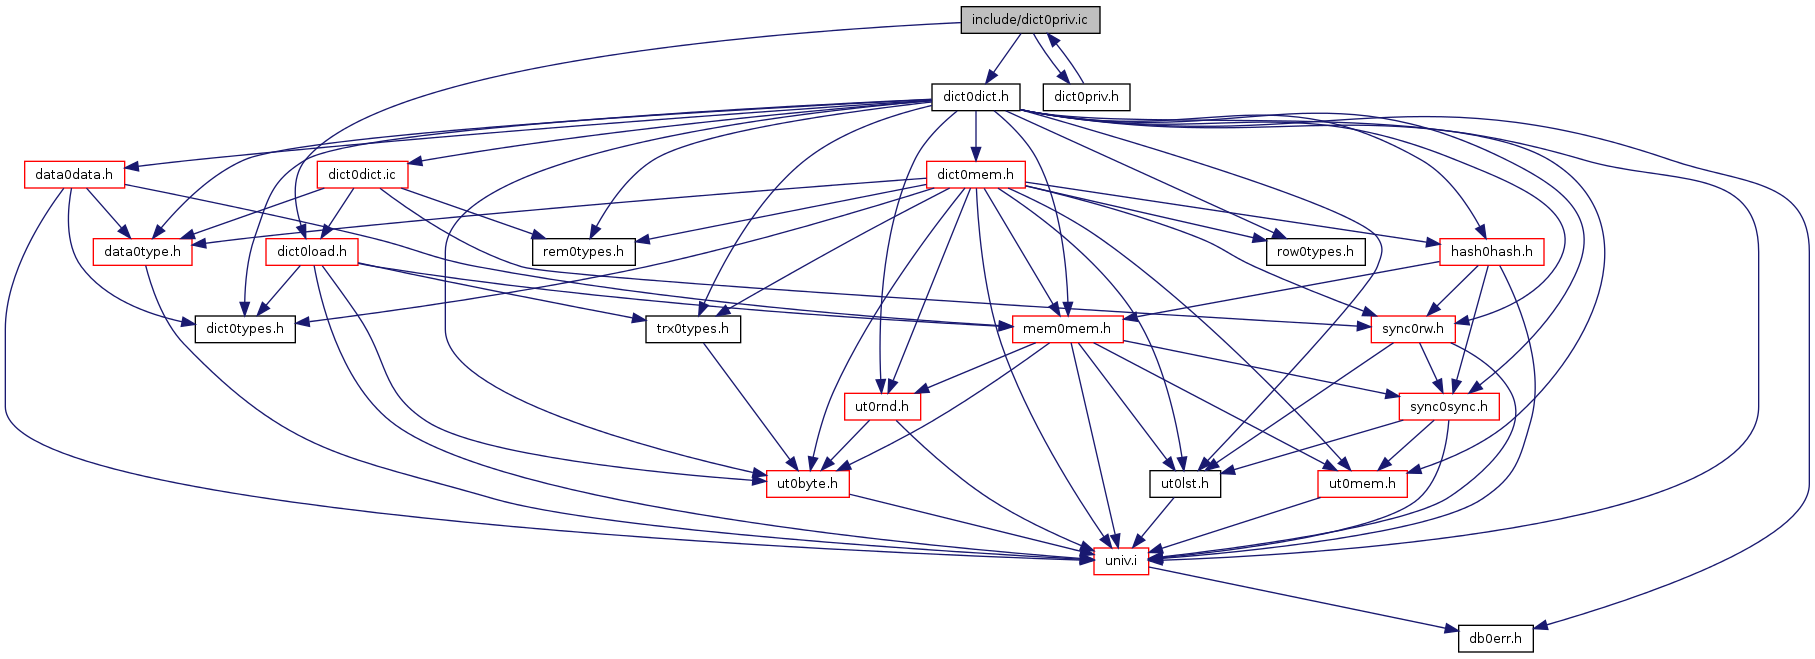 include/dict0priv.ic
dict0dict.h
dict0priv.h
data0data.h
dict0dict.ic
dict0mem.h
data0type.h
dict0load.h
rem0types.h
row0types.h
hash0hash.h
dict0types.h
trx0types.h
mem0mem.h
sync0rw.h
ut0rnd.h
sync0sync.h
ut0byte.h
ut0lst.h
ut0mem.h
univ.i
db0err.h